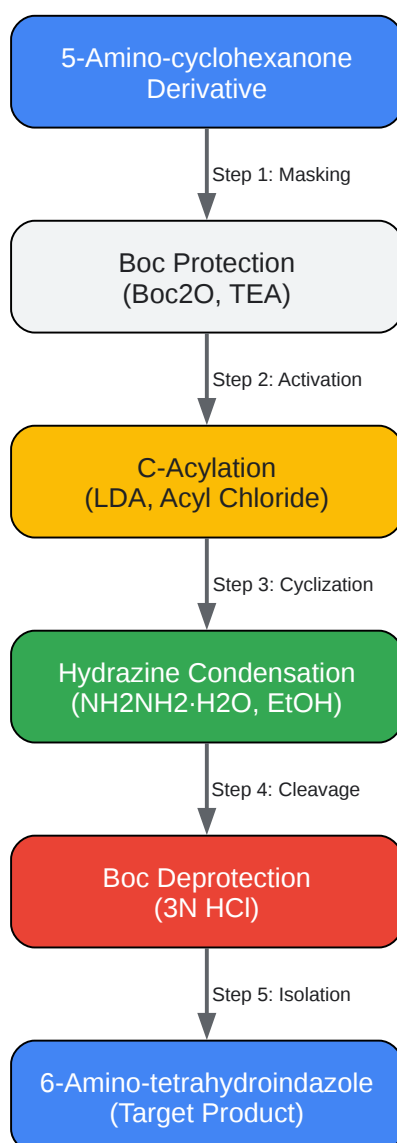 5-Amino-cyclohexanone
Derivative
Step 1: Masking
Boc Protection
(Boc2O, TEA)
Step 2: Activation
C-Acylation
(LDA, Acyl Chloride)
Step 3: Cyclization
Hydrazine Condensation
(NH2NH2·H2O, EtOH)
Step 4: Cleavage
Boc Deprotection
(3N HCl)
Step 5: Isolation
6-Amino-tetrahydroindazole
(Target Product)